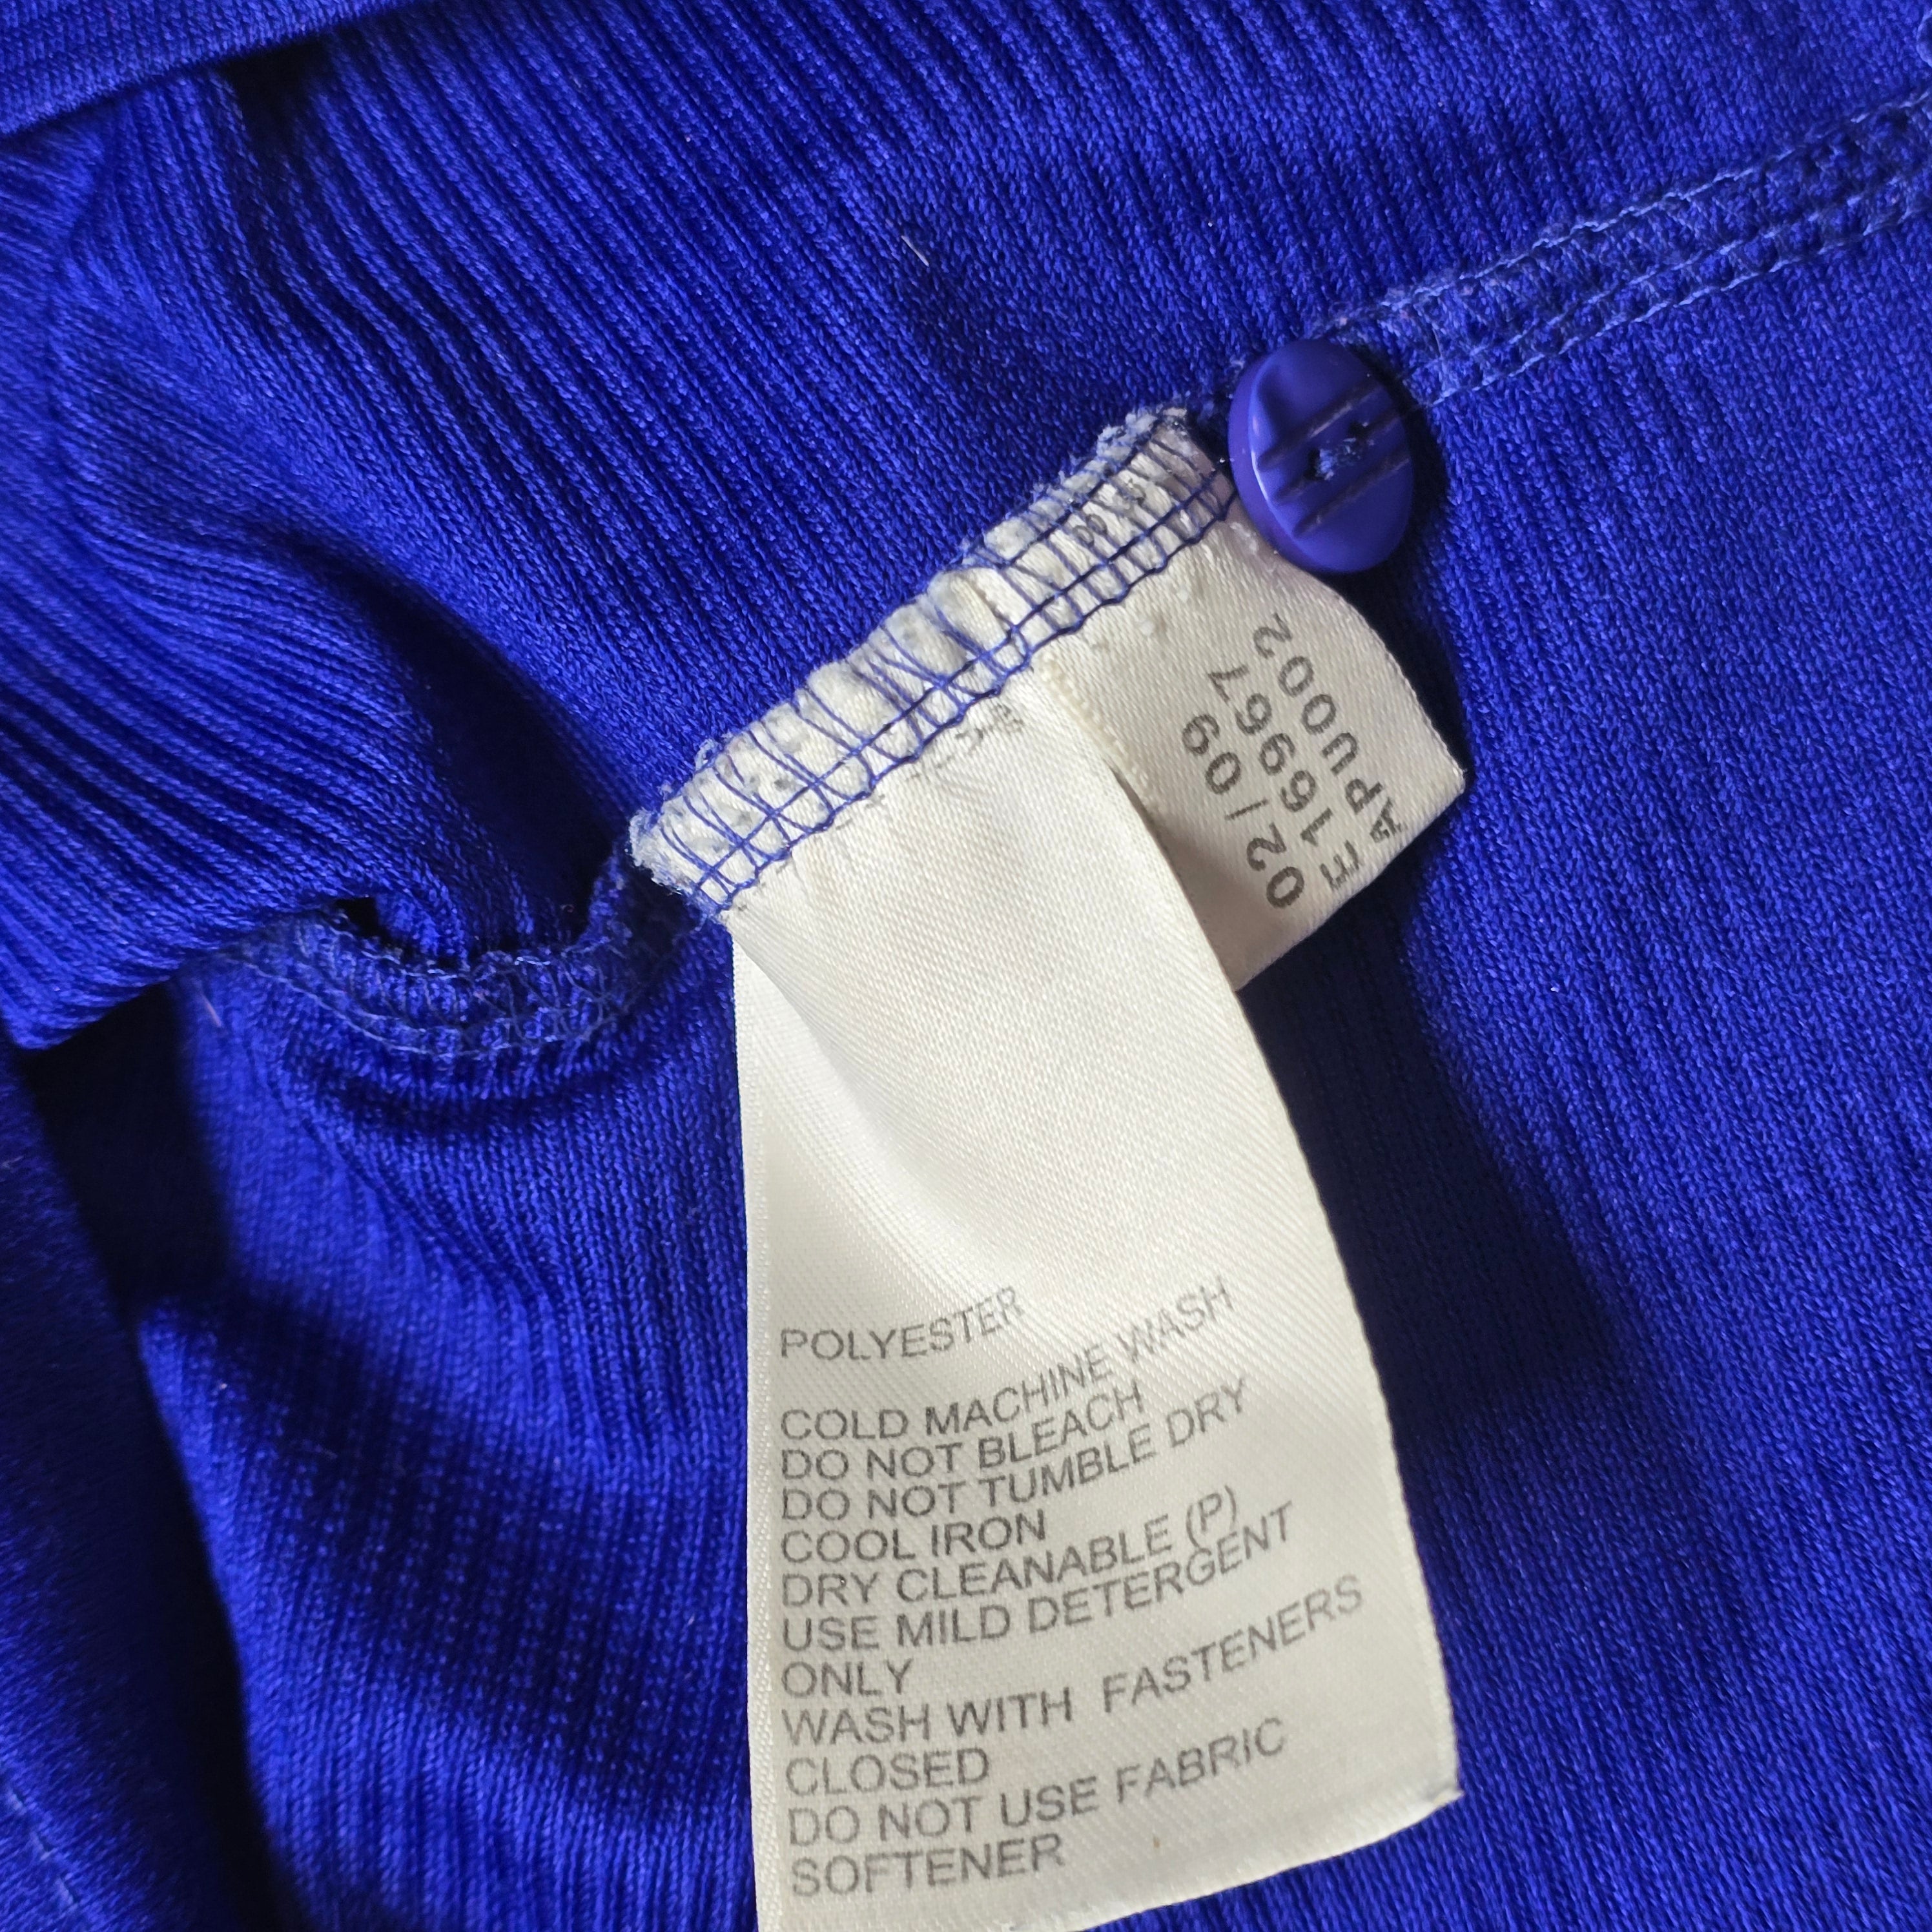 POLYESTER
COLD MACHINE WASH
DO NOT BLEACH
DO NOT TUMBLE DRY
COOL IRON
DRY CLEANABLE (P)
USE MILD DETERGENT
ONLY
WASH WITH FASTENERS
CLOSED
DO NOT USE FABRIC
SOFTENER
02/09
E169967
APU002